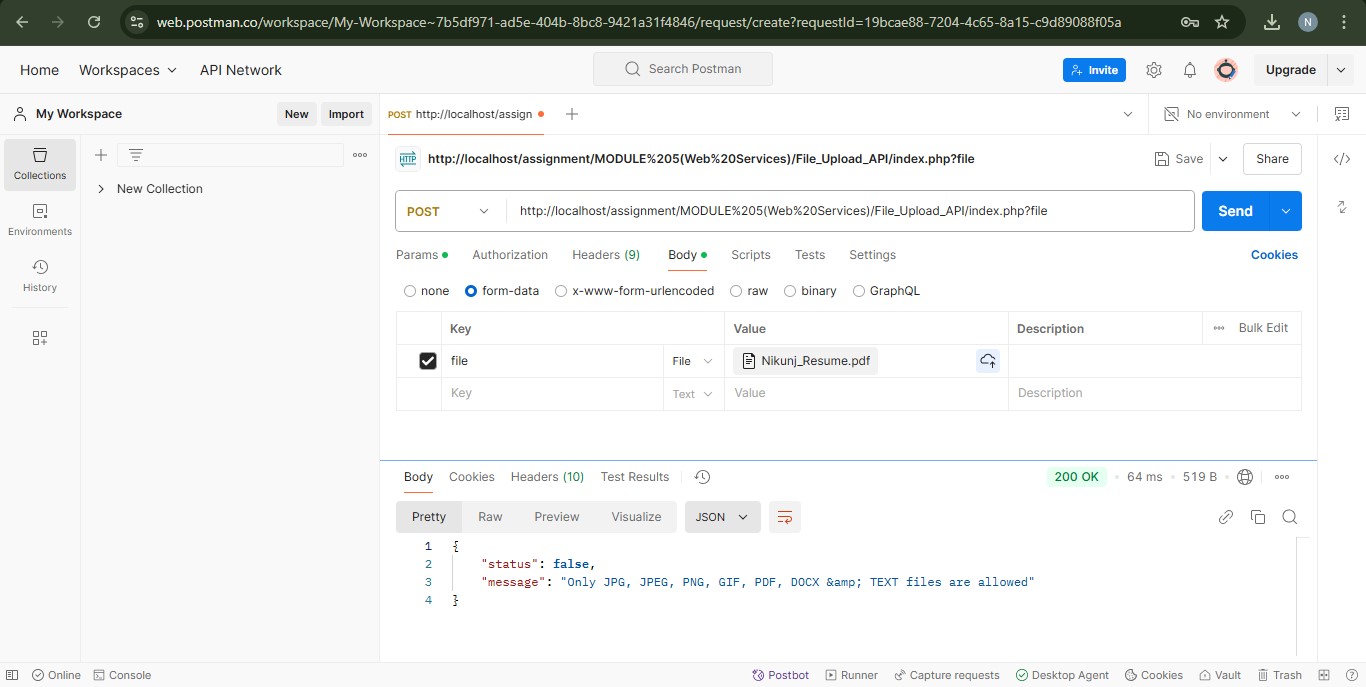 web.postman.co/workspace/My-Workspace~7b5df971-ad5e-404b-8bc8-9421a31f4846/request/create?requestId=19bcae88-7204-4c65-8a15-c9d89088f05a
N
Home Workspaces API Network Search Postman Invite Upgrade
My Workspace New Import POST http://localhost/assign No environment
HTTP http://localhost/assignment/MODULE%205(Web%20Services)/File_Upload_API/index.php?file Save Share
Collections
New Collection
POST http://localhost/assignment/MODULE%205(Web%20Services)/File_Upload_API/index.php?file Send
Environments
Params Authorization Headers (9) Body Scripts Tests Settings Cookies
History
none form-data x-www-form-urlencoded raw binary GraphQL
Key Value Description Bulk Edit
file File Nikunj_Resume.pdf
Key Text Value Description
Body Cookies Headers (10) Test Results 200 OK 64 ms 519 B
Pretty Raw Preview Visualize JSON
1 {
2 "status": false,
3 "message": "Only JPG, JPEG, PNG, GIF, PDF, DOCX &amp; TEXT files are allowed"
4 }
Online Console Postbot Runner Capture requests Desktop Agent Cookies Vault Trash